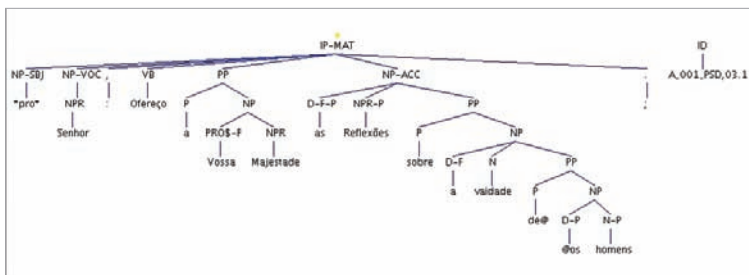 IP-MAT ID
NP-SBJ NP-VOC , VB PP NP-ACC . A_001_PSD,03.1
*pro* NPR , Ofereço P NP D-F-P NPR-P PP .
Senhor a PRO$-F NPR as Reflexões P NP
Vossa Majestade sobre D-F N PP
a vaidade P NP
de@ D-P N-P
@os homens